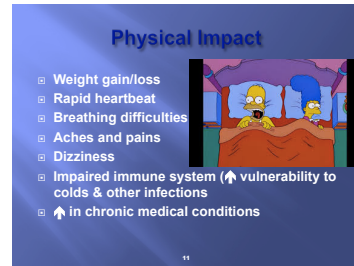 Physical Impact
Weight gain/loss
Rapid heartbeat
Breathing difficulties
Aches and pains
Dizziness
Impaired immune system (↑ vulnerability to
colds & other infections
↑ in chronic medical conditions
11